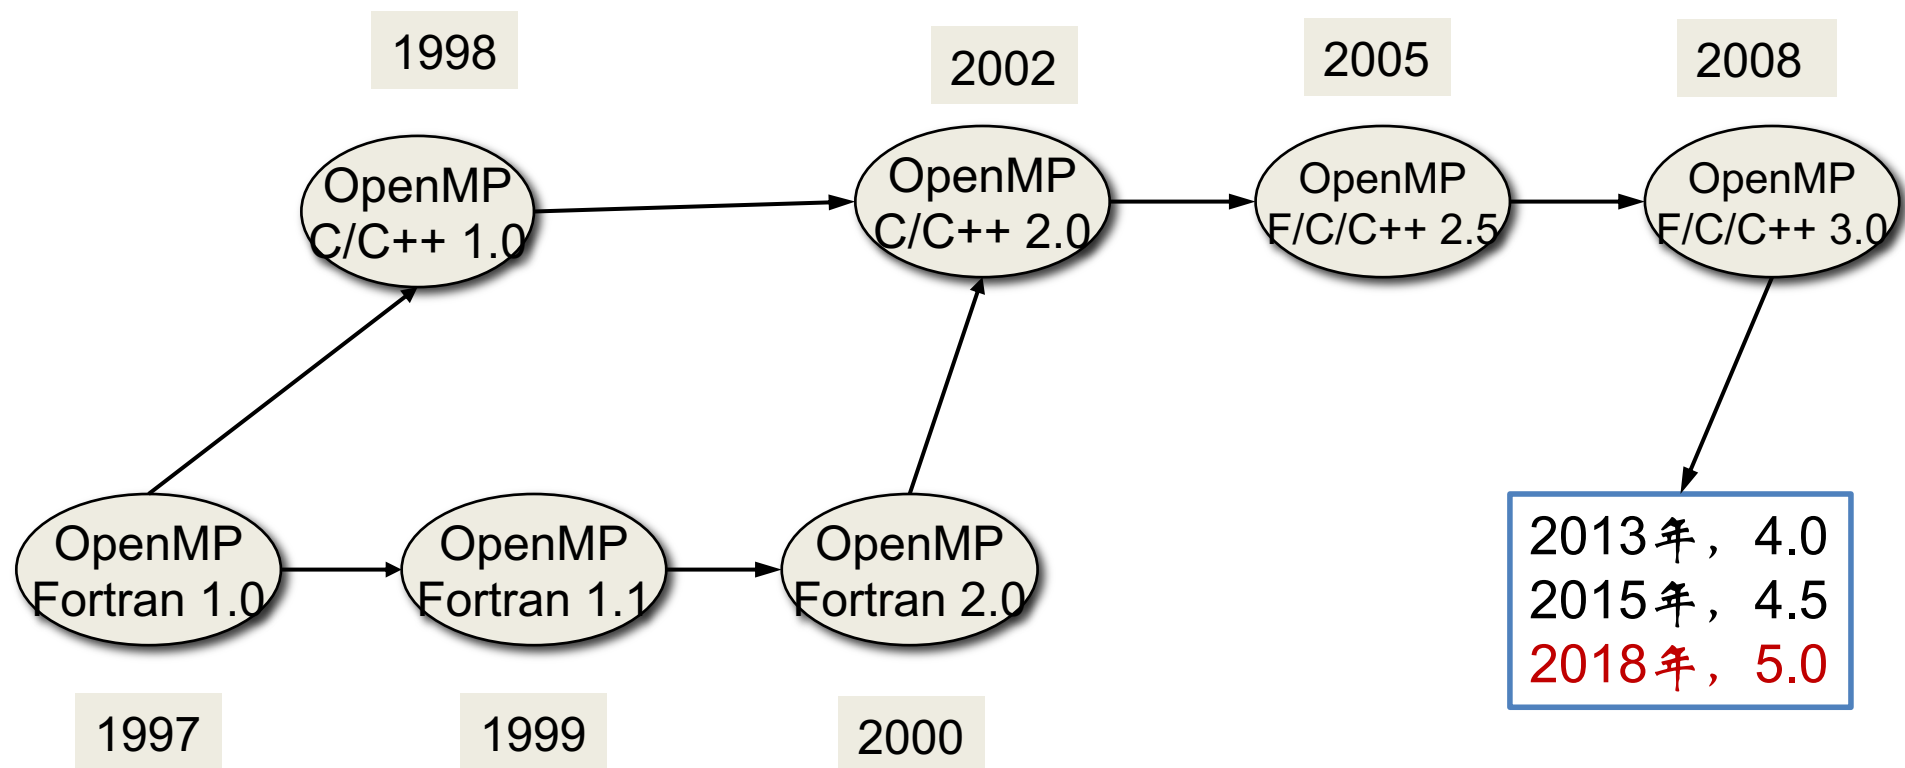 1998
2002
2005
2008
OpenMP
C/C++ 1.0
OpenMP
C/C++ 2.0
OpenMP
F/C/C++ 2.5
OpenMP
F/C/C++ 3.0
OpenMP
Fortran 1.0
OpenMP
Fortran 1.1
OpenMP
Fortran 2.0
2013年，4.0
2015年，4.5
2018年，5.0
1997
1999
2000